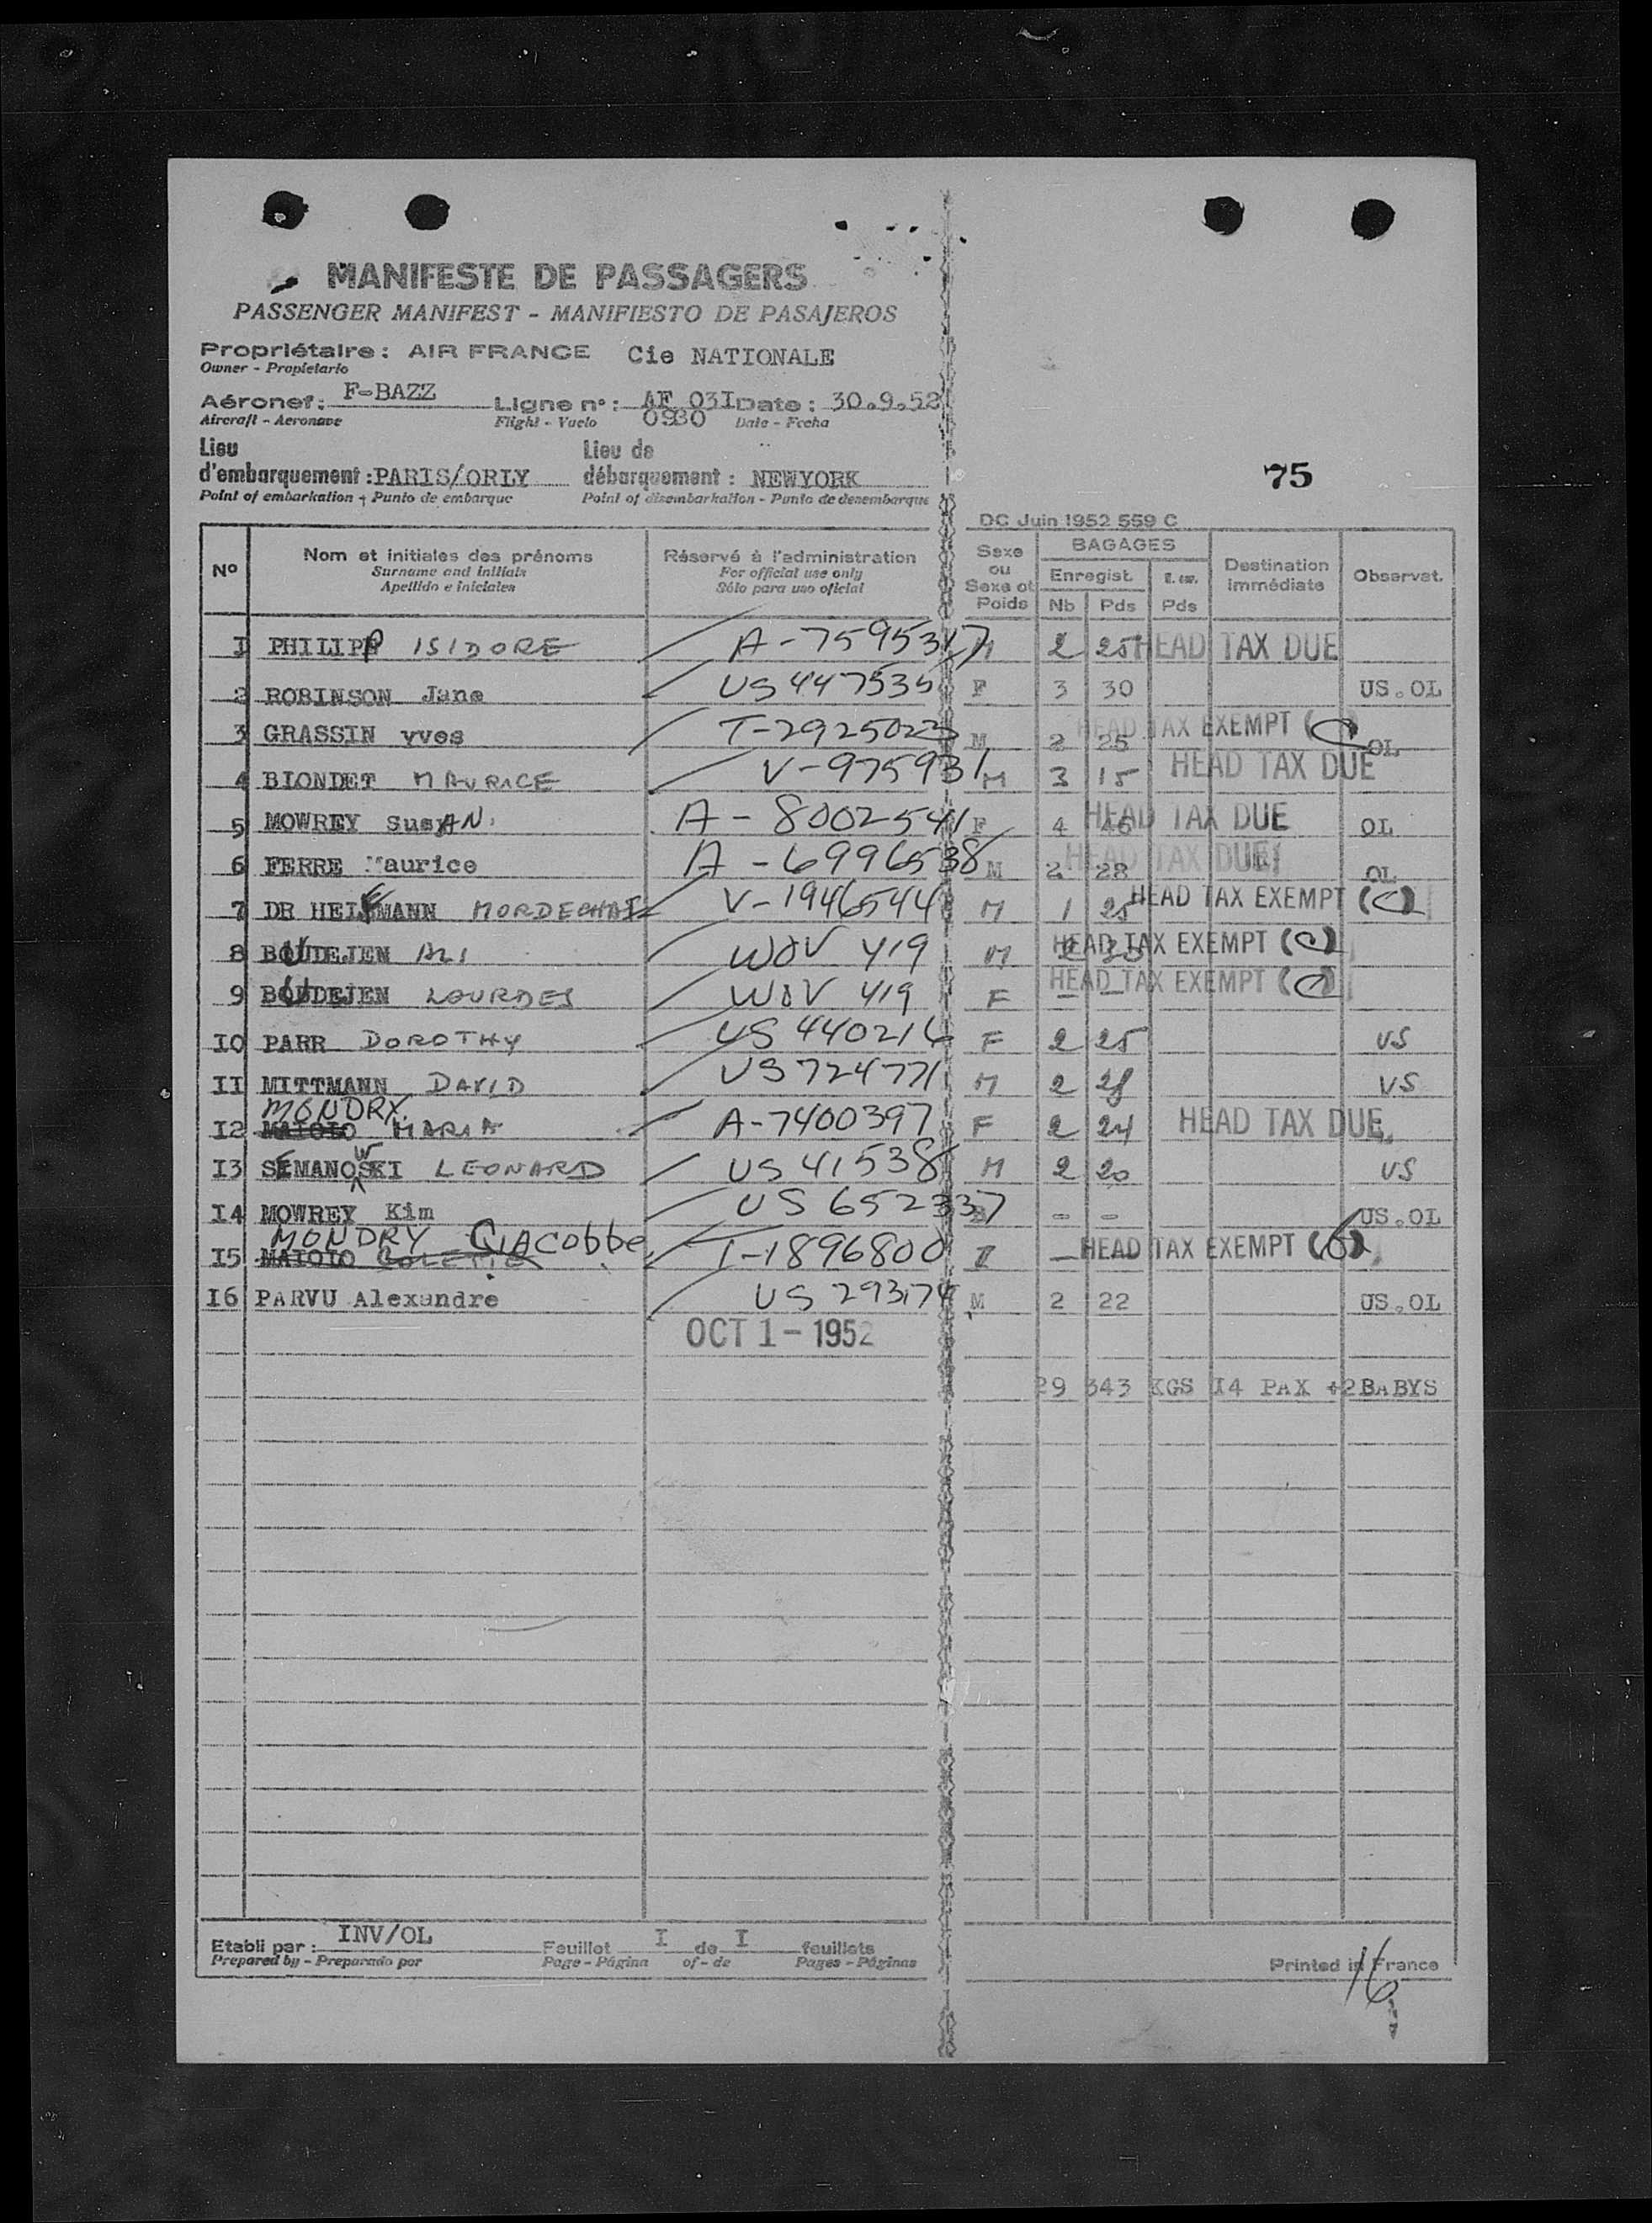 MANIFESTE DE PASSAGERS
PASSENGER MANIFEST - MANIFIESTO DE PASAJEROS
Propriétaire : AIR FRANCE Cie NATIONALE
Owner - Propietario
Aéronef : F-BAZZ Ligne n° : AF 03I Date : 30.9.52
Aircraft - Aeronave Flight - Vuelo 0930 Date - Fecha
Lieu d'embarquement : PARIS/ORLY Lieu de débarquement : NEWYORK
Point of embarkation - Punto de embarque Point of disembarkation - Punto de desembarque
75
DC Juin 1952 559 C
N° Nom et initiales des prénoms Réservé à l'administration Sexe ou Sexe et Poids BAGAGES Destination immédiate Observat.
Surname and initials For official use only Enregist.
Apellido e iniciales Sólo para uso oficial Nb Pds Pds
I PHILIPP ISIDORE A-7595317 M 2 25 HEAD TAX DUE
2 ROBINSON Jane US 447535 F 3 30 US.OL
3 GRASSIN yves T-2925023 M 2 25 HEAD TAX EXEMPT (C) OL
4 BIONDET MAURICE V-975931 M 3 15 HEAD TAX DUE
5 MOWREY SusAN A-8002541 F 4 46 HEAD TAX DUE OL
6 FERRE Maurice A-6996538 M 2 28 HEAD TAX DUE OL
7 DR HELFMANN MORDECHAI V-1946544 M 1 25 HEAD TAX EXEMPT (C)
8 BOUDEJEN ALI WOV 419 M HEAD TAX EXEMPT (C)
9 BOUDEJEN LOURDES WOV 419 F - - HEAD TAX EXEMPT (C)
IO PARR DOROTHY US 440216 F 2 25 US
II MITTMANN DAVID US 724771 M 2 28 US
MONDRY
I2 MAIOLO MARIA A-7400397 F 2 24 HEAD TAX DUE
I3 SEMANOWSKI LEONARD US 41538 M 2 20 US
I4 MOWREY Kim US 652337 - - US.OL
MONDRY GIACobbe
I5 MAIOLO T-1896800 - HEAD TAX EXEMPT (6)
I6 PARVU Alexandre US 293174 M 2 22 US.OL
OCT 1 - 1952
29 343 KGS I4 PAX +2 BABYS
Etabli par : INV/OL Feuillet I de I feuillets
Prepared by - Preparado por Page - Página of - de Pages - Páginas
Printed in France
16